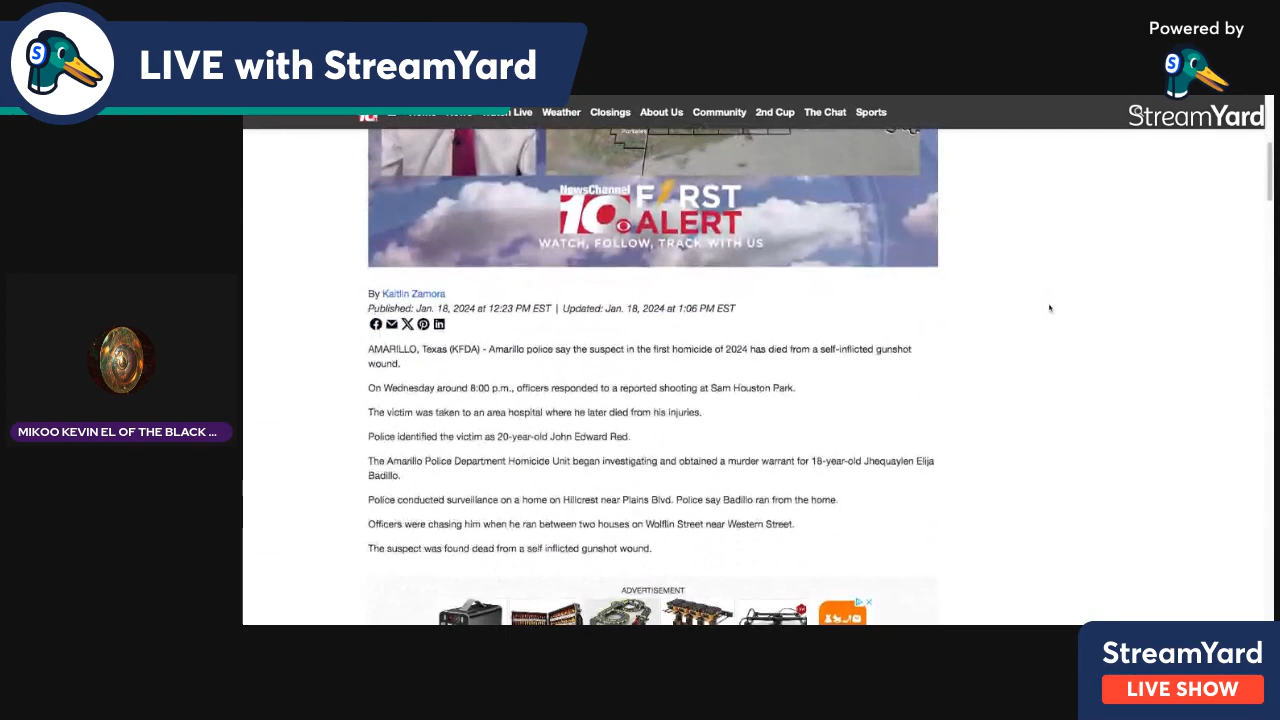 LIVE with StreamYard
Powered by
StreamYard
Live Weather Closings About Us Community 2nd Cup The Chat Sports
NewsChannel
10 FIRST
ALERT
WATCH, FOLLOW, TRACK WITH US
By Kaitlin Zamora
Published: Jan. 18, 2024 at 12:23 PM EST | Updated: Jan. 18, 2024 at 1:06 PM EST
AMARILLO, Texas (KFDA) - Amarillo police say the suspect in the first homicide of 2024 has died from a self-inflicted gunshot
wound.
On Wednesday around 8:00 p.m., officers responded to a reported shooting at Sam Houston Park.
The victim was taken to an area hospital where he later died from his injuries.
MIKOO KEVIN EL OF THE BLACK ...
Police identified the victim as 20-year-old John Edward Red.
The Amarillo Police Department Homicide Unit began investigating and obtained a murder warrant for 18-year-old Jhequaylen Elija
Badillo.
Police conducted surveillance on a home on Hillcrest near Plains Blvd. Police say Badillo ran from the home.
Officers were chasing him when he ran between two houses on Wolflin Street near Western Street.
The suspect was found dead from a self inflicted gunshot wound.
ADVERTISEMENT
StreamYard
LIVE SHOW